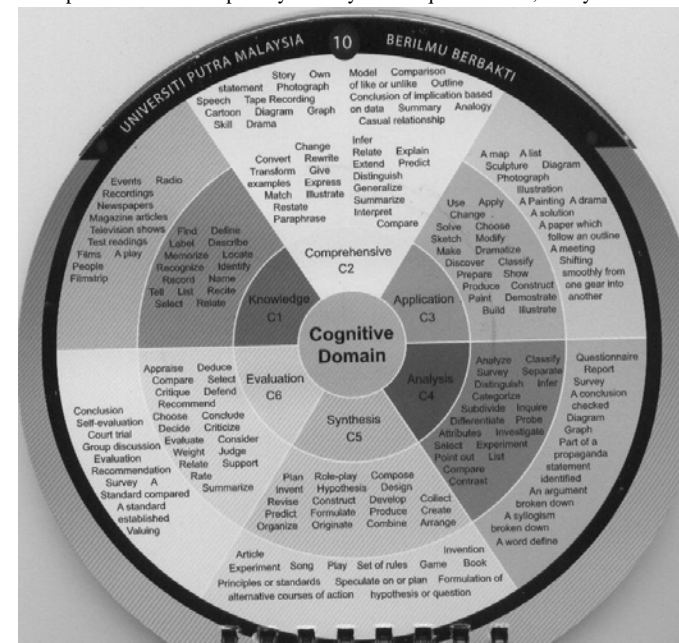 UNIVERSITI PUTRA MALAYSIA 10 BERILMU BERBAKTI
Story Own
statement Photograph
Speech Tape Recording
Cartoon Diagram Graph
Skill Drama
Model Comparison
of like or unlike Outline
Conclusion of implication based
on data Summary Analogy
Casual relationship
Change
Convert Rewrite
Transform Give
examples Express
Match Illustrate
Restate
Paraphrase
Infer
Relate Explain
Extend Predict
Distinguish
Generalize
Summarize
Interpret
Compare
Comprehensive
C2
Events Radio
Recordings
Newspapers
Magazine articles
Television shows
Test readings
Films A play
People
Filmstrip
Find Define
Label Describe
Memorize Locate
Recognize Identify
Record Name
Tell List Recite
Select Relate
Knowledge
C1
A map A list
Sculpture Diagram
Photograph
Illustration
A Painting A drama
A solution
A paper which
follow an outline
A meeting
Shifting
smoothly from
one gear into
another
Use Apply
Change
Solve Choose
Sketch Modify
Make Dramatize
Discover Classify
Prepare Show
Produce Construct
Paint Demostrate
Build Illustrate
Application
C3
Cognitive
Domain
Analysis
C4
Analyze Classify
Survey Separate
Distinguish Infer
Categorize
Subdivide Inquire
Differentiate Probe
Attributes Investigate
Select Experiment
Point out List
Compare
Contrast
Questionnaire
Report
Survey
A conclusion
checked
Diagram
Graph
Part of a
propaganda
statement
identified
An argument
broken down
A syllogism
broken down
A word define
Evaluation
C6
Appraise Deduce
Compare Select
Critique Defend
Recommend
Choose Conclude
Decide Criticize
Evaluate Consider
Weight Judge
Relate Support
Rate
Summarize
Conclusion
Self-evaluation
Court trial
Group discussion
Evaluation
Recommendation
Survey A
Standard compared
A standard
established
Valuing
Synthesis
C5
Plan Role-play Compose
Invent Hypothesis Design
Revise Construct Develop Collect
Predict Formulate Produce Create
Organize Originate Combine Arrange
Article Invention
Experiment Song Play Set of rules Game Book
Principles or standards Speculate on or plan Formulation of
alternative courses of action hypothesis or question